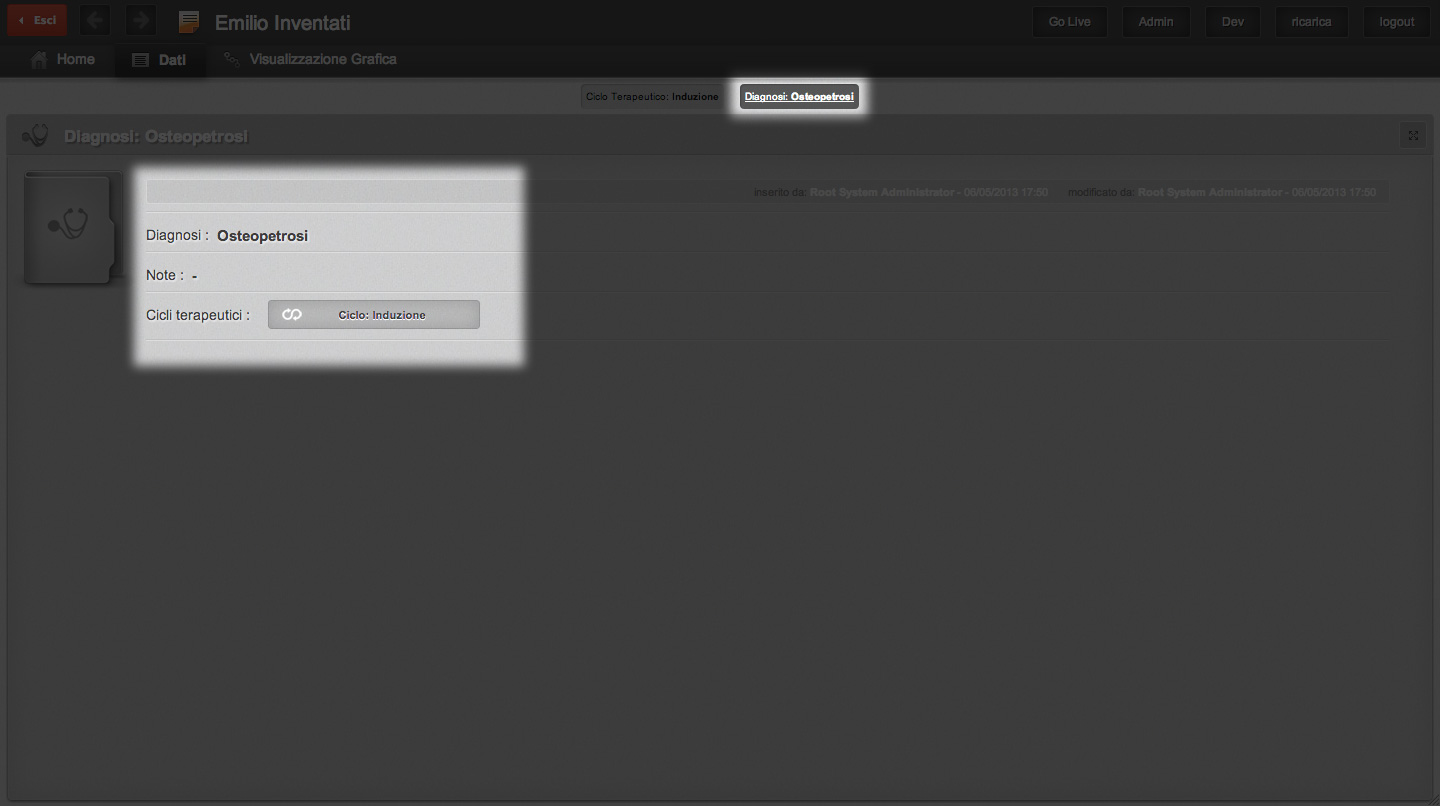 Esci
Emilio Inventati
Go Live
Admin
Dev
ricarica
logout
Home
Dati
Visualizzazione Grafica
Ciclo Terapeutico: Induzione
Diagnosi: Osteopetrosi
Diagnosi: Osteopetrosi
inserito da: Root System Administrator - 06/05/2013 17:50
modificato da: Root System Administrator - 06/05/2013 17:50
Diagnosi : Osteopetrosi
Note : -
Cicli terapeutici :
Ciclo: Induzione